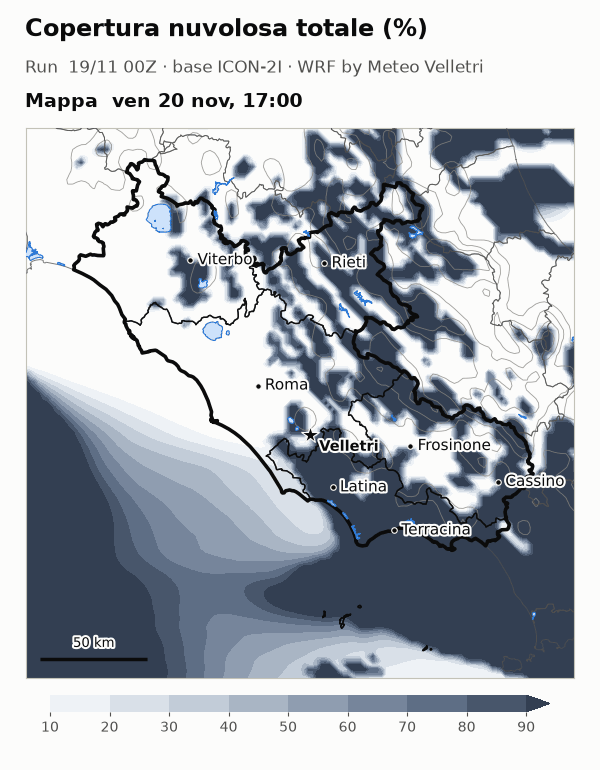 Copertura nuvolosa totale (%)
Run 19/11 00Z · base ICON-2I · WRF by Meteo Velletri
Mappa ven 20 nov, 17:00
Viterbo
Rieti
Roma
Velletri
Frosinone
Cassino
Latina
Terracina
50 km
10 20 30 40 50 60 70 80 90